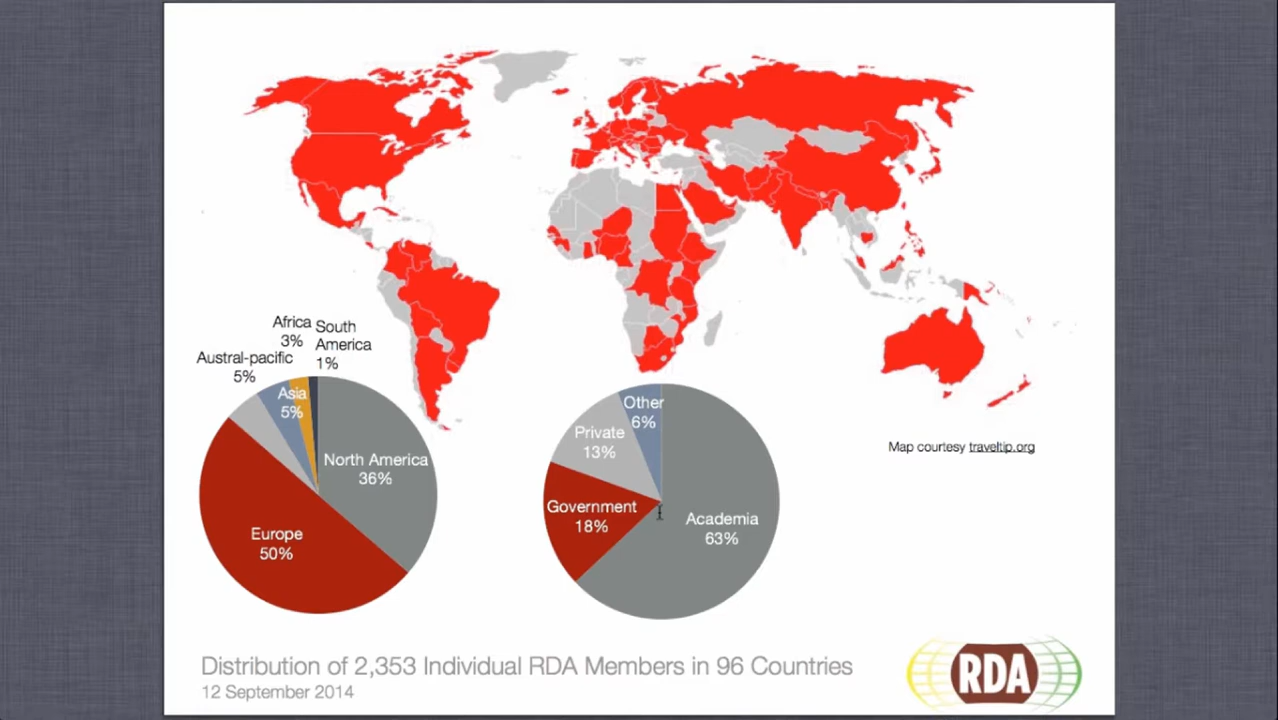 Africa
3%
South
America
1%
Austral-pacific
5%
Asia
5%
North America
36%
Europe
50%
Other
6%
Private
13%
Government
18%
Academia
63%
Map courtesy traveltip.org
Distribution of 2,353 Individual RDA Members in 96 Countries
12 September 2014
RDA